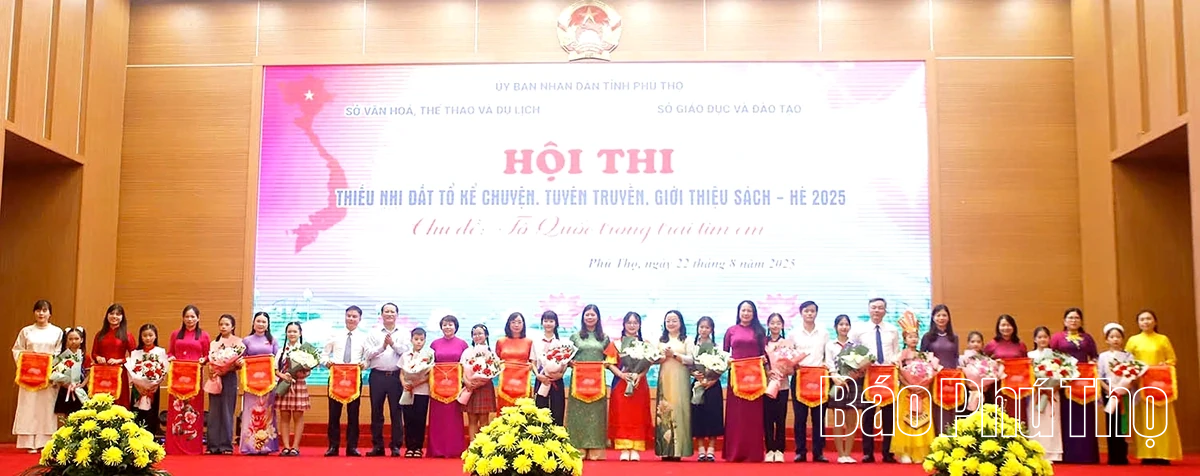 ỦY BAN NHÂN DÂN TỈNH PHÚ THỌ
SỞ VĂN HOÁ, THỂ THAO VÀ DU LỊCH SỞ GIÁO DỤC VÀ ĐÀO TẠO
HỘI THI
THIẾU NHI ĐẤT TỔ KỂ CHUYỆN, TUYÊN TRUYỀN, GIỚI THIỆU SÁCH - HÈ 2025
Chủ đề: Tổ Quốc trong trái tim em
Phú Thọ, ngày 22 tháng 8 năm 2025
Báo Phú Thọ